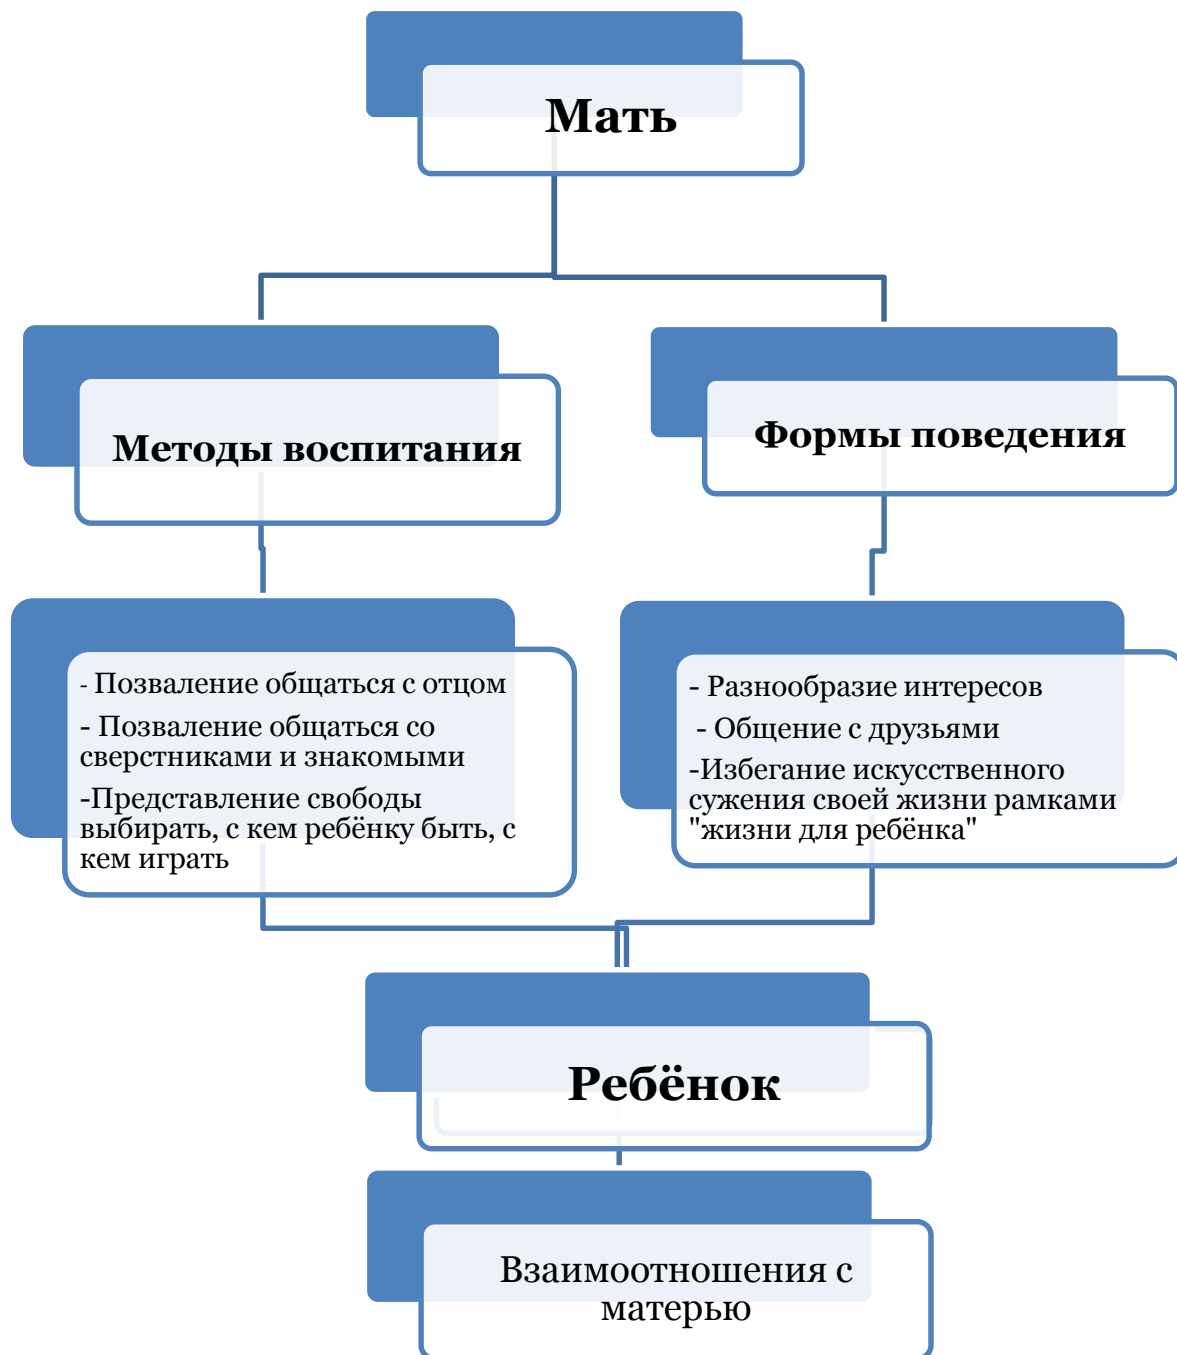 Мать
Методы воспитания
Формы поведения
- Позваление общаться с отцом
- Позваление общаться со
сверстниками и знакомыми
-Представление свободы
выбирать, с кем ребёнку быть, с
кем играть
- Разнообразие интересов
- Общение с друзьями
-Избегание искусственного
сужения своей жизни рамками
"жизни для ребёнка"
Ребёнок
Взаимоотношения с
матерью